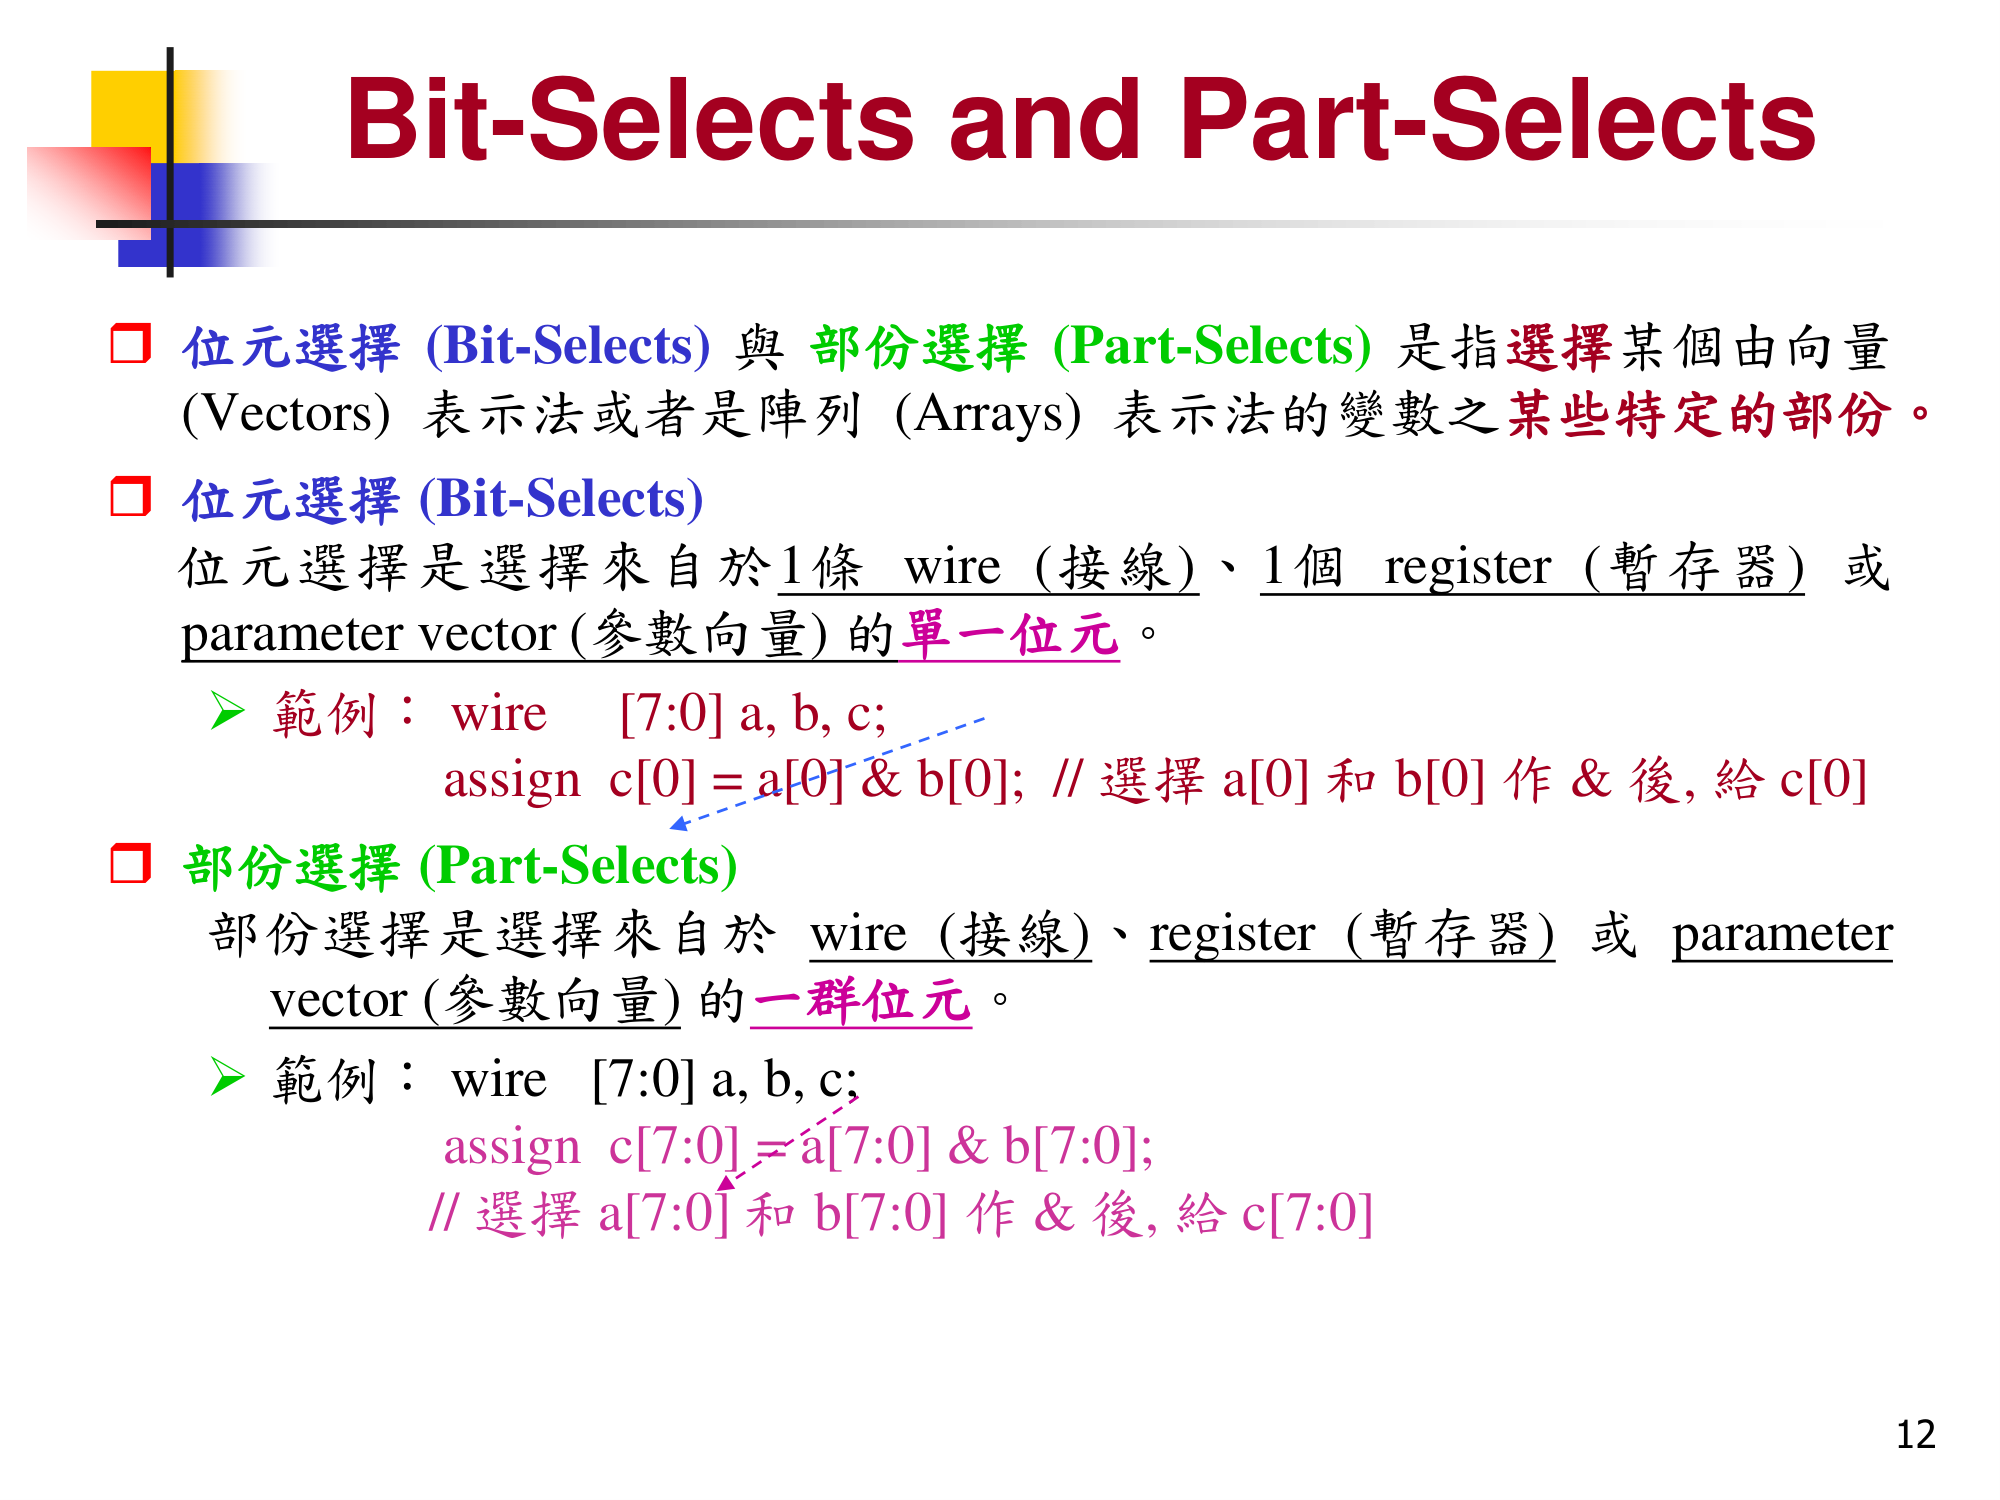 Bit-Selects and Part-Selects
位元選擇 (Bit-Selects) 與 部份選擇 (Part-Selects) 是指選擇某個由向量
(Vectors) 表示法或者是陣列 (Arrays) 表示法的變數之某些特定的部份。
位元選擇 (Bit-Selects)
位元選擇是選擇來自於1條 wire (接線)、1個 register (暫存器) 或
parameter vector (參數向量) 的單一位元。
範例： wire [7:0] a, b, c;
assign c[0] = a[0] & b[0]; // 選擇 a[0] 和 b[0] 作 & 後, 給 c[0]
部份選擇 (Part-Selects)
部份選擇是選擇來自於 wire (接線)、register (暫存器) 或 parameter
vector (參數向量) 的一群位元。
範例： wire [7:0] a, b, c;
assign c[7:0] = a[7:0] & b[7:0];
// 選擇 a[7:0] 和 b[7:0] 作 & 後, 給 c[7:0]
12